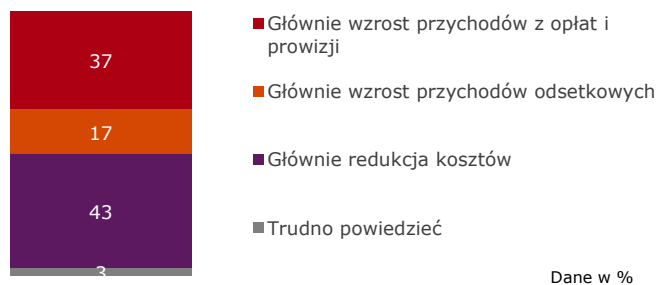 37
17
43
3
Głównie wzrost przychodów z opłat i
prowizji
Głównie wzrost przychodów odsetkowych
Głównie redukcja kosztów
Trudno powiedzieć
Dane w %